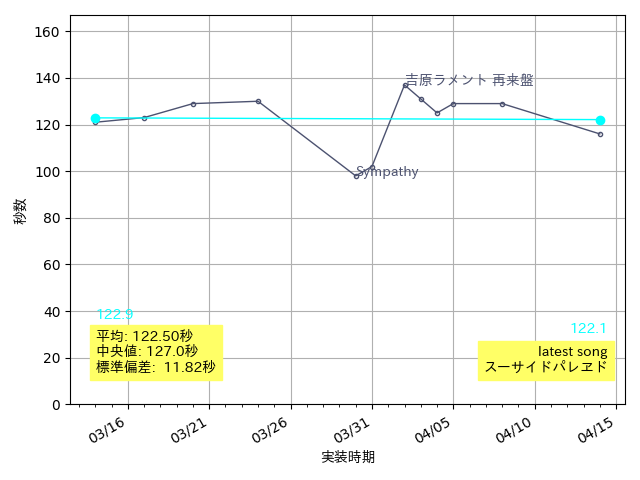 160
140
120
100
80
60
40
20
0
秒数
吉原ラメント 再来盤
Sympathy
122.9
平均: 122.50秒
中央値: 127.0秒
標準偏差: 11.82秒
122.1
latest song
スーサイドパレヱド
03/16
03/21
03/26
03/31
04/05
04/10
04/15
実装時期